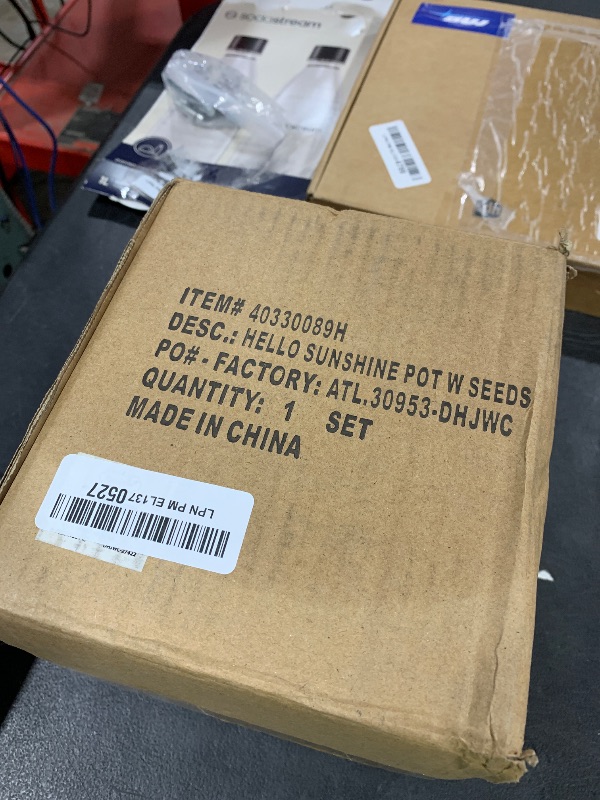 sodastream
ITEM# 40330089H
DESC.: HELLO SUNSHINE POT W SEEDS
PO# - FACTORY: ATL.30953-DHJWC
QUANTITY: 1 SET
MADE IN CHINA
LPN PM EL137 0527